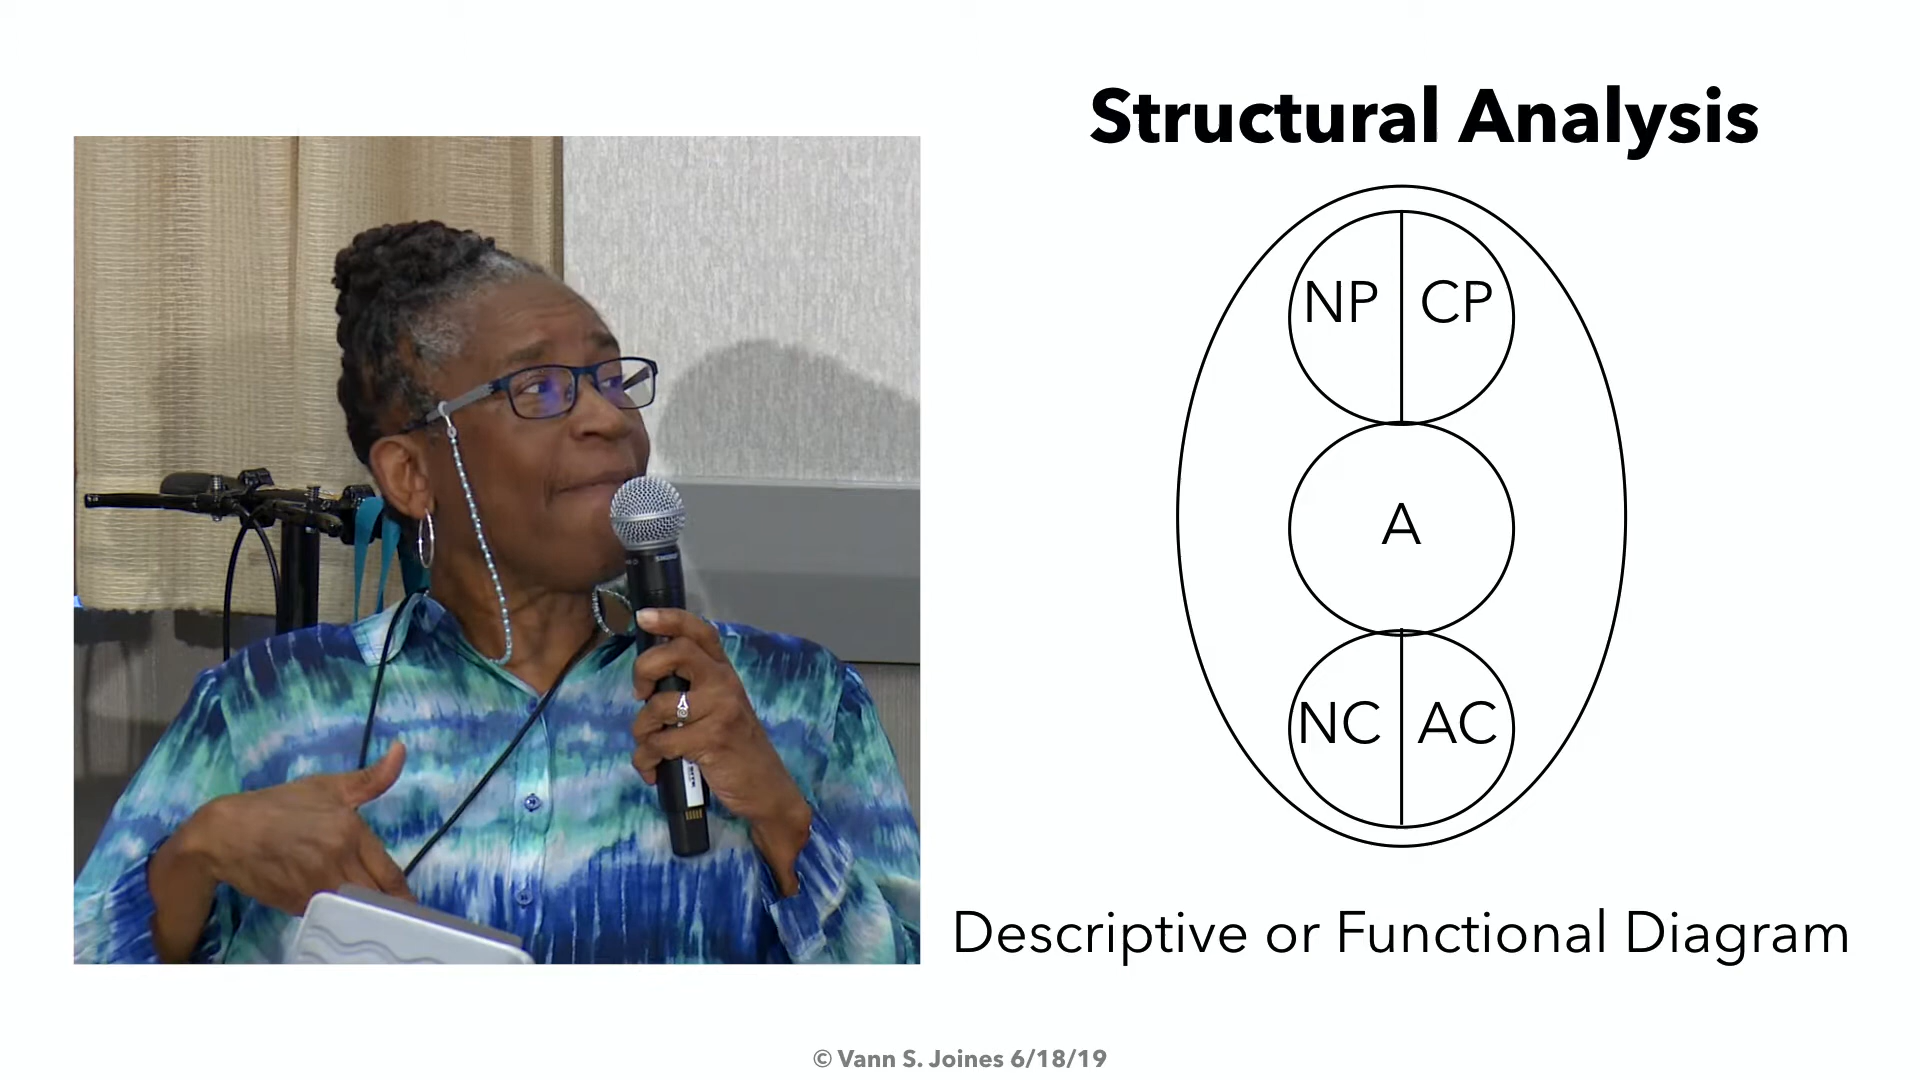 Structural Analysis
NP CP
A
NC AC
Descriptive or Functional Diagram
© Vann S. Joines 6/18/19